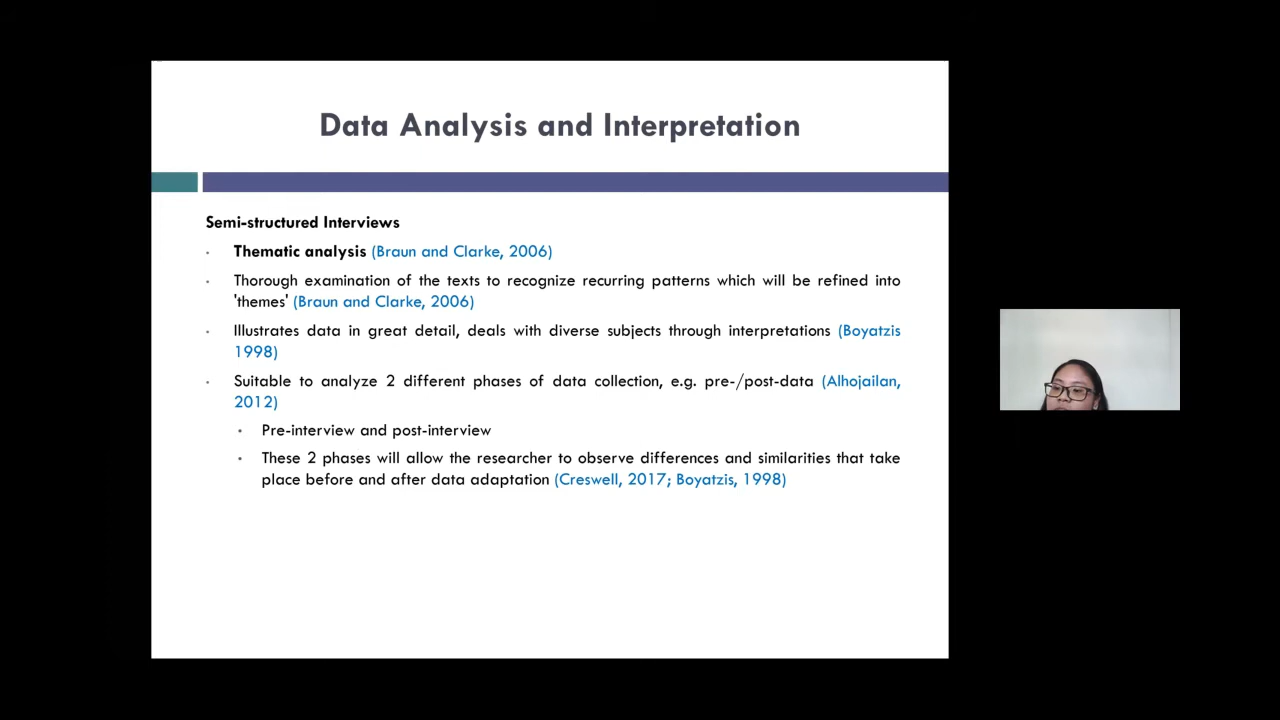 Data Analysis and Interpretation
Semi-structured Interviews
· Thematic analysis (Braun and Clarke, 2006)
· Thorough examination of the texts to recognize recurring patterns which will be refined into
'themes' (Braun and Clarke, 2006)
· Illustrates data in great detail, deals with diverse subjects through interpretations (Boyatzis
1998)
· Suitable to analyze 2 different phases of data collection, e.g. pre-/post-data (Alhojailan,
2012)
· Pre-interview and post-interview
· These 2 phases will allow the researcher to observe differences and similarities that take
place before and after data adaptation (Creswell, 2017; Boyatzis, 1998)